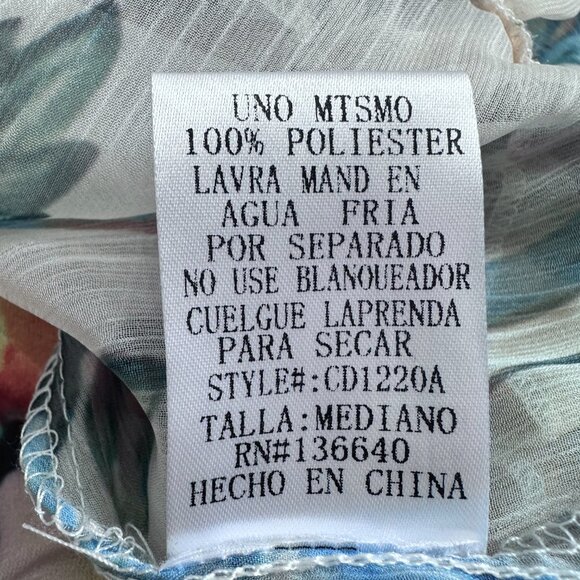 UNO MTSMO
100% POLIESTER
LAVRA MAND EN
AGUA FRIA
POR SEPARADO
NO USE BLANQUEADOR
CUELGUE LAPRENDA
PARA SECAR
STYLE#:CD1220A
TALLA:MEDIANO
RN#136640
HECHO EN CHINA